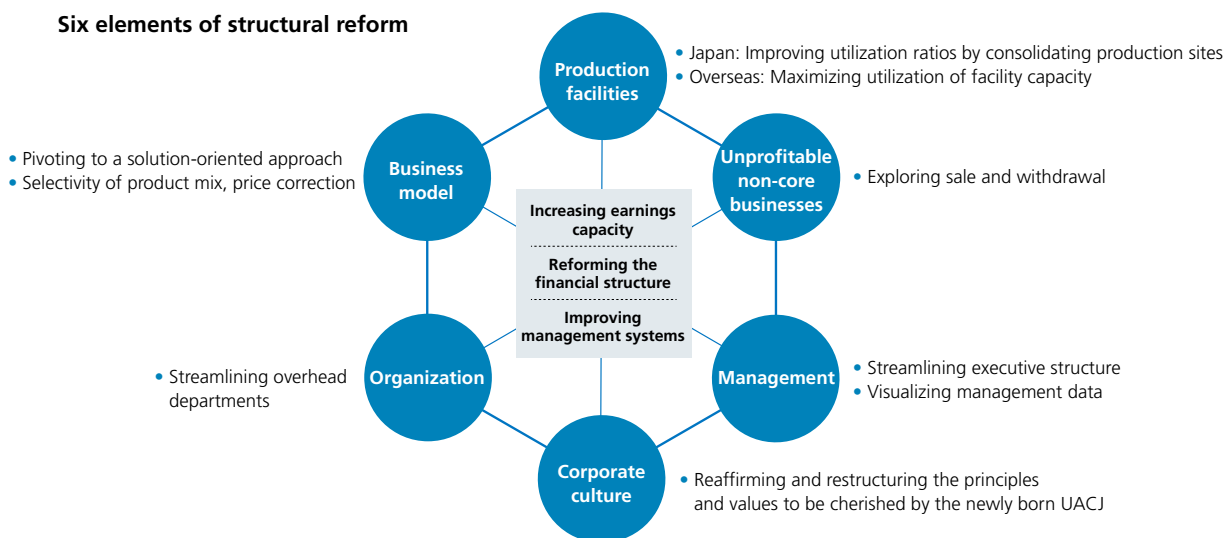 Six elements of structural reform
Production
facilities
• Japan: Improving utilization ratios by consolidating production sites
• Overseas: Maximizing utilization of facility capacity
• Pivoting to a solution-oriented approach
• Selectivity of product mix, price correction
Business
model
Unprofitable
non-core
businesses
• Exploring sale and withdrawal
Increasing earnings
capacity
Reforming the
financial structure
Improving
management systems
• Streamlining overhead
departments
Organization
Management
• Streamlining executive structure
• Visualizing management data
Corporate
culture
• Reaffirming and restructuring the principles
and values to be cherished by the newly born UACJ